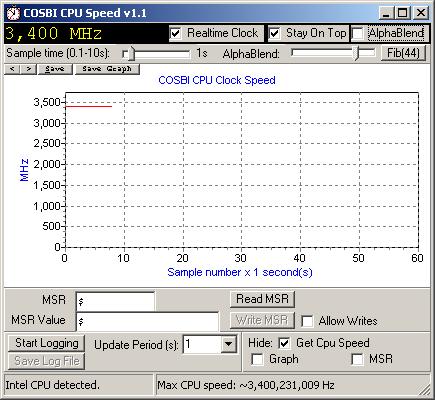 COSBI CPU Speed v1.1
3,400 MHz Realtime Clock Stay On Top AlphaBlend
Sample time (0.1-10s): 1s AlphaBlend: Fib(44)
< > Save Save Graph
COSBI CPU Clock Speed
3,500
3,000
2,500
2,000
1,500
1,000
500
0
MHz
0 10 20 30 40 50 60
Sample number x 1 second(s)
MSR $ Read MSR
MSR Value $ Write MSR Allow Writes
Start Logging Update Period (s): 1 Hide: Get Cpu Speed
Save Log File Graph MSR
Intel CPU detected. Max CPU speed: ~3,400,231,009 Hz